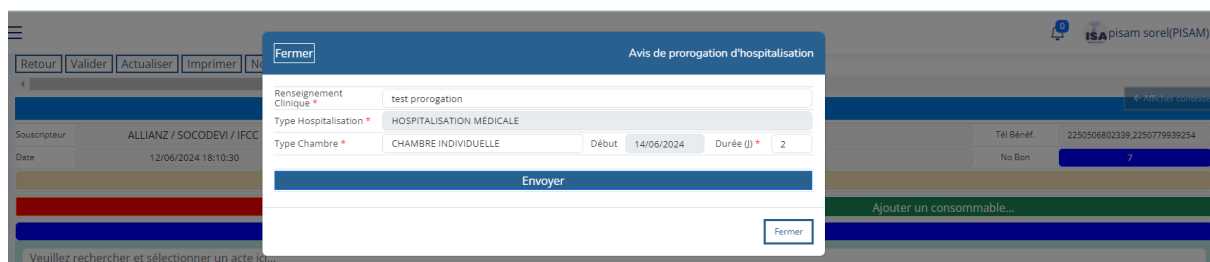 0
ISA pisam sorel(PISAM)
Fermer Avis de prorogation d'hospitalisation
Retour Valider Actualiser Imprimer
Renseignement Clinique * test prorogation
← Afficher contexte
Type Hospitalisation * HOSPITALISATION MÉDICALE
Souscripteur ALLIANZ / SOCODEVI / IFCC Tél Bénéf. 2250506802339,2250779939254
Type Chambre * CHAMBRE INDIVIDUELLE Début 14/06/2024 Durée (J) * 2
Date 12/06/2024 18:10:30 No Bon 7
Envoyer
Ajouter un consommable...
Fermer
Veuillez rechercher et sélectionner un acte ici...